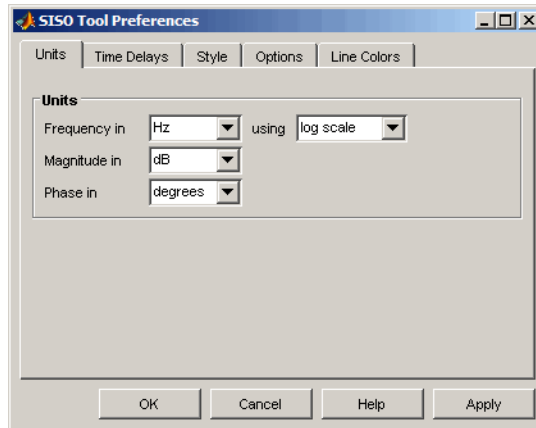 SISO Tool Preferences
Units Time Delays Style Options Line Colors
Units
Frequency in Hz using log scale
Magnitude in dB
Phase in degrees
OK Cancel Help Apply